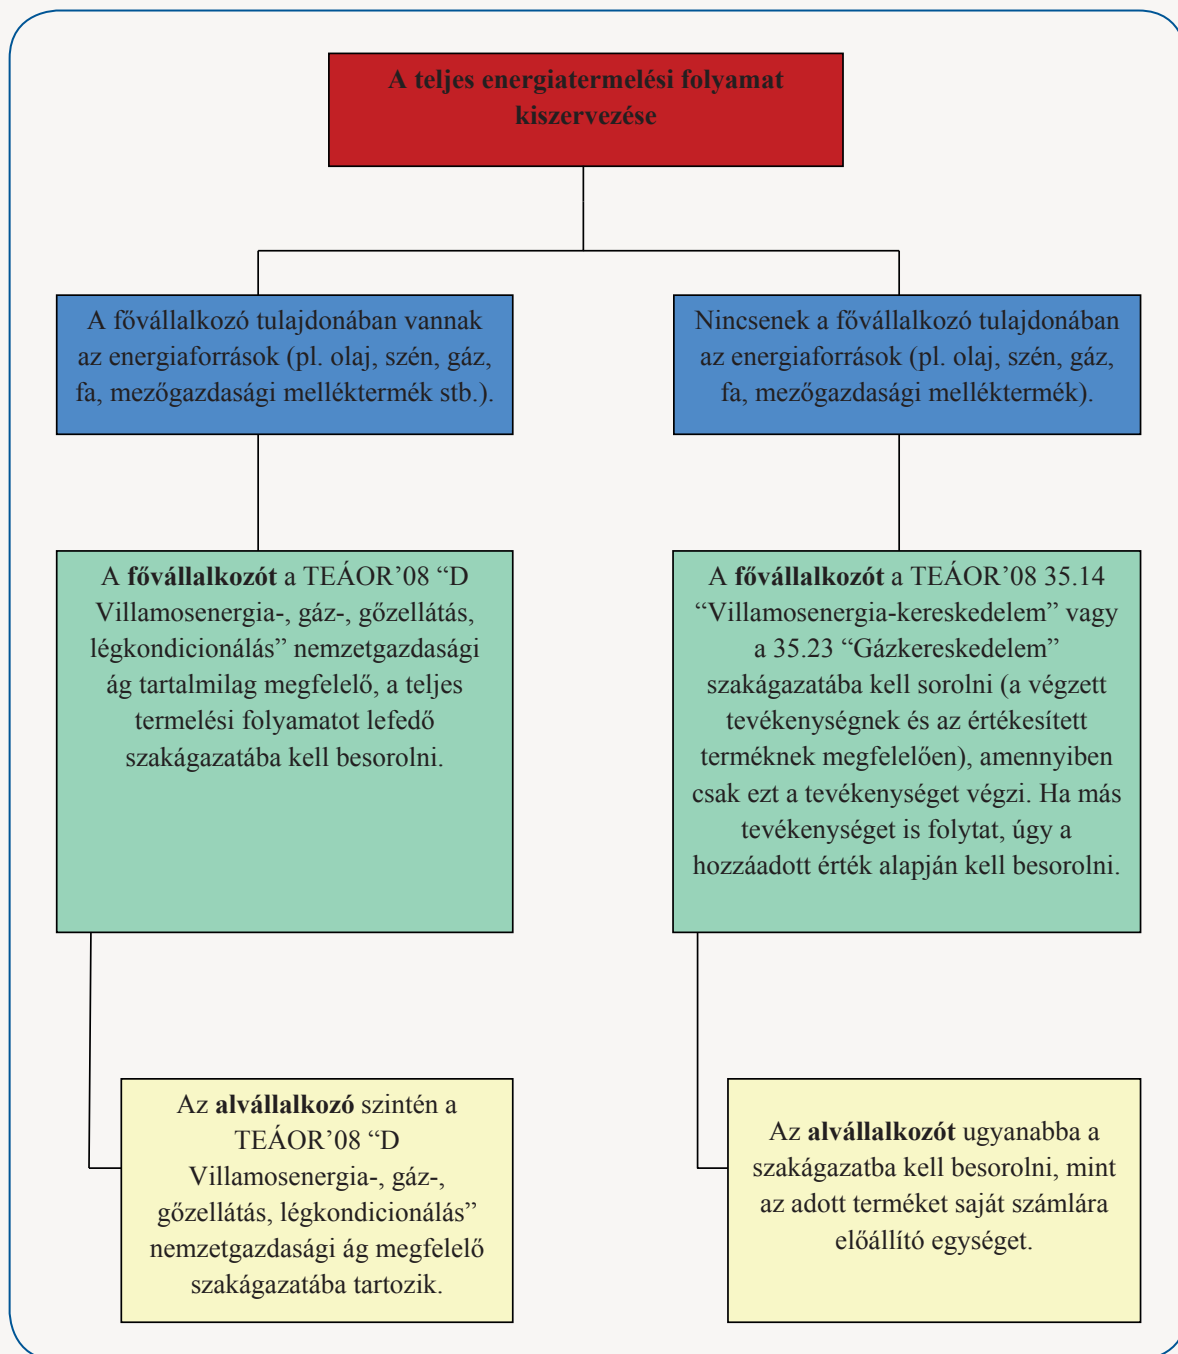 A teljes energiatermelési folyamat
kiszervezése
A fővállalkozó tulajdonában vannak
az energiaforrások (pl. olaj, szén, gáz,
fa, mezőgazdasági melléktermék stb.).
Nincsenek a fővállalkozó tulajdonában
az energiaforrások (pl. olaj, szén, gáz,
fa, mezőgazdasági melléktermék).
A fővállalkozót a TEÁOR’08 “D
Villamosenergia-, gáz-, gőzellátás,
légkondicionálás” nemzetgazdasági
ág tartalmilag megfelelő, a teljes
termelési folyamatot lefedő
szakágazatába kell besorolni.
A fővállalkozót a TEÁOR’08 35.14
“Villamosenergia-kereskedelem” vagy
a 35.23 “Gázkereskedelem”
szakágazatába kell sorolni (a végzett
tevékenységnek és az értékesített
terméknek megfelelően), amennyiben
csak ezt a tevékenységet végzi. Ha más
tevékenységet is folytat, úgy a
hozzáadott érték alapján kell besorolni.
Az alvállalkozó szintén a
TEÁOR’08 “D
Villamosenergia-, gáz-,
gőzellátás, légkondicionálás”
nemzetgazdasági ág megfelelő
szakágazatába tartozik.
Az alvállalkozót ugyanabba a
szakágazatba kell besorolni, mint
az adott terméket saját számlára
előállító egységet.